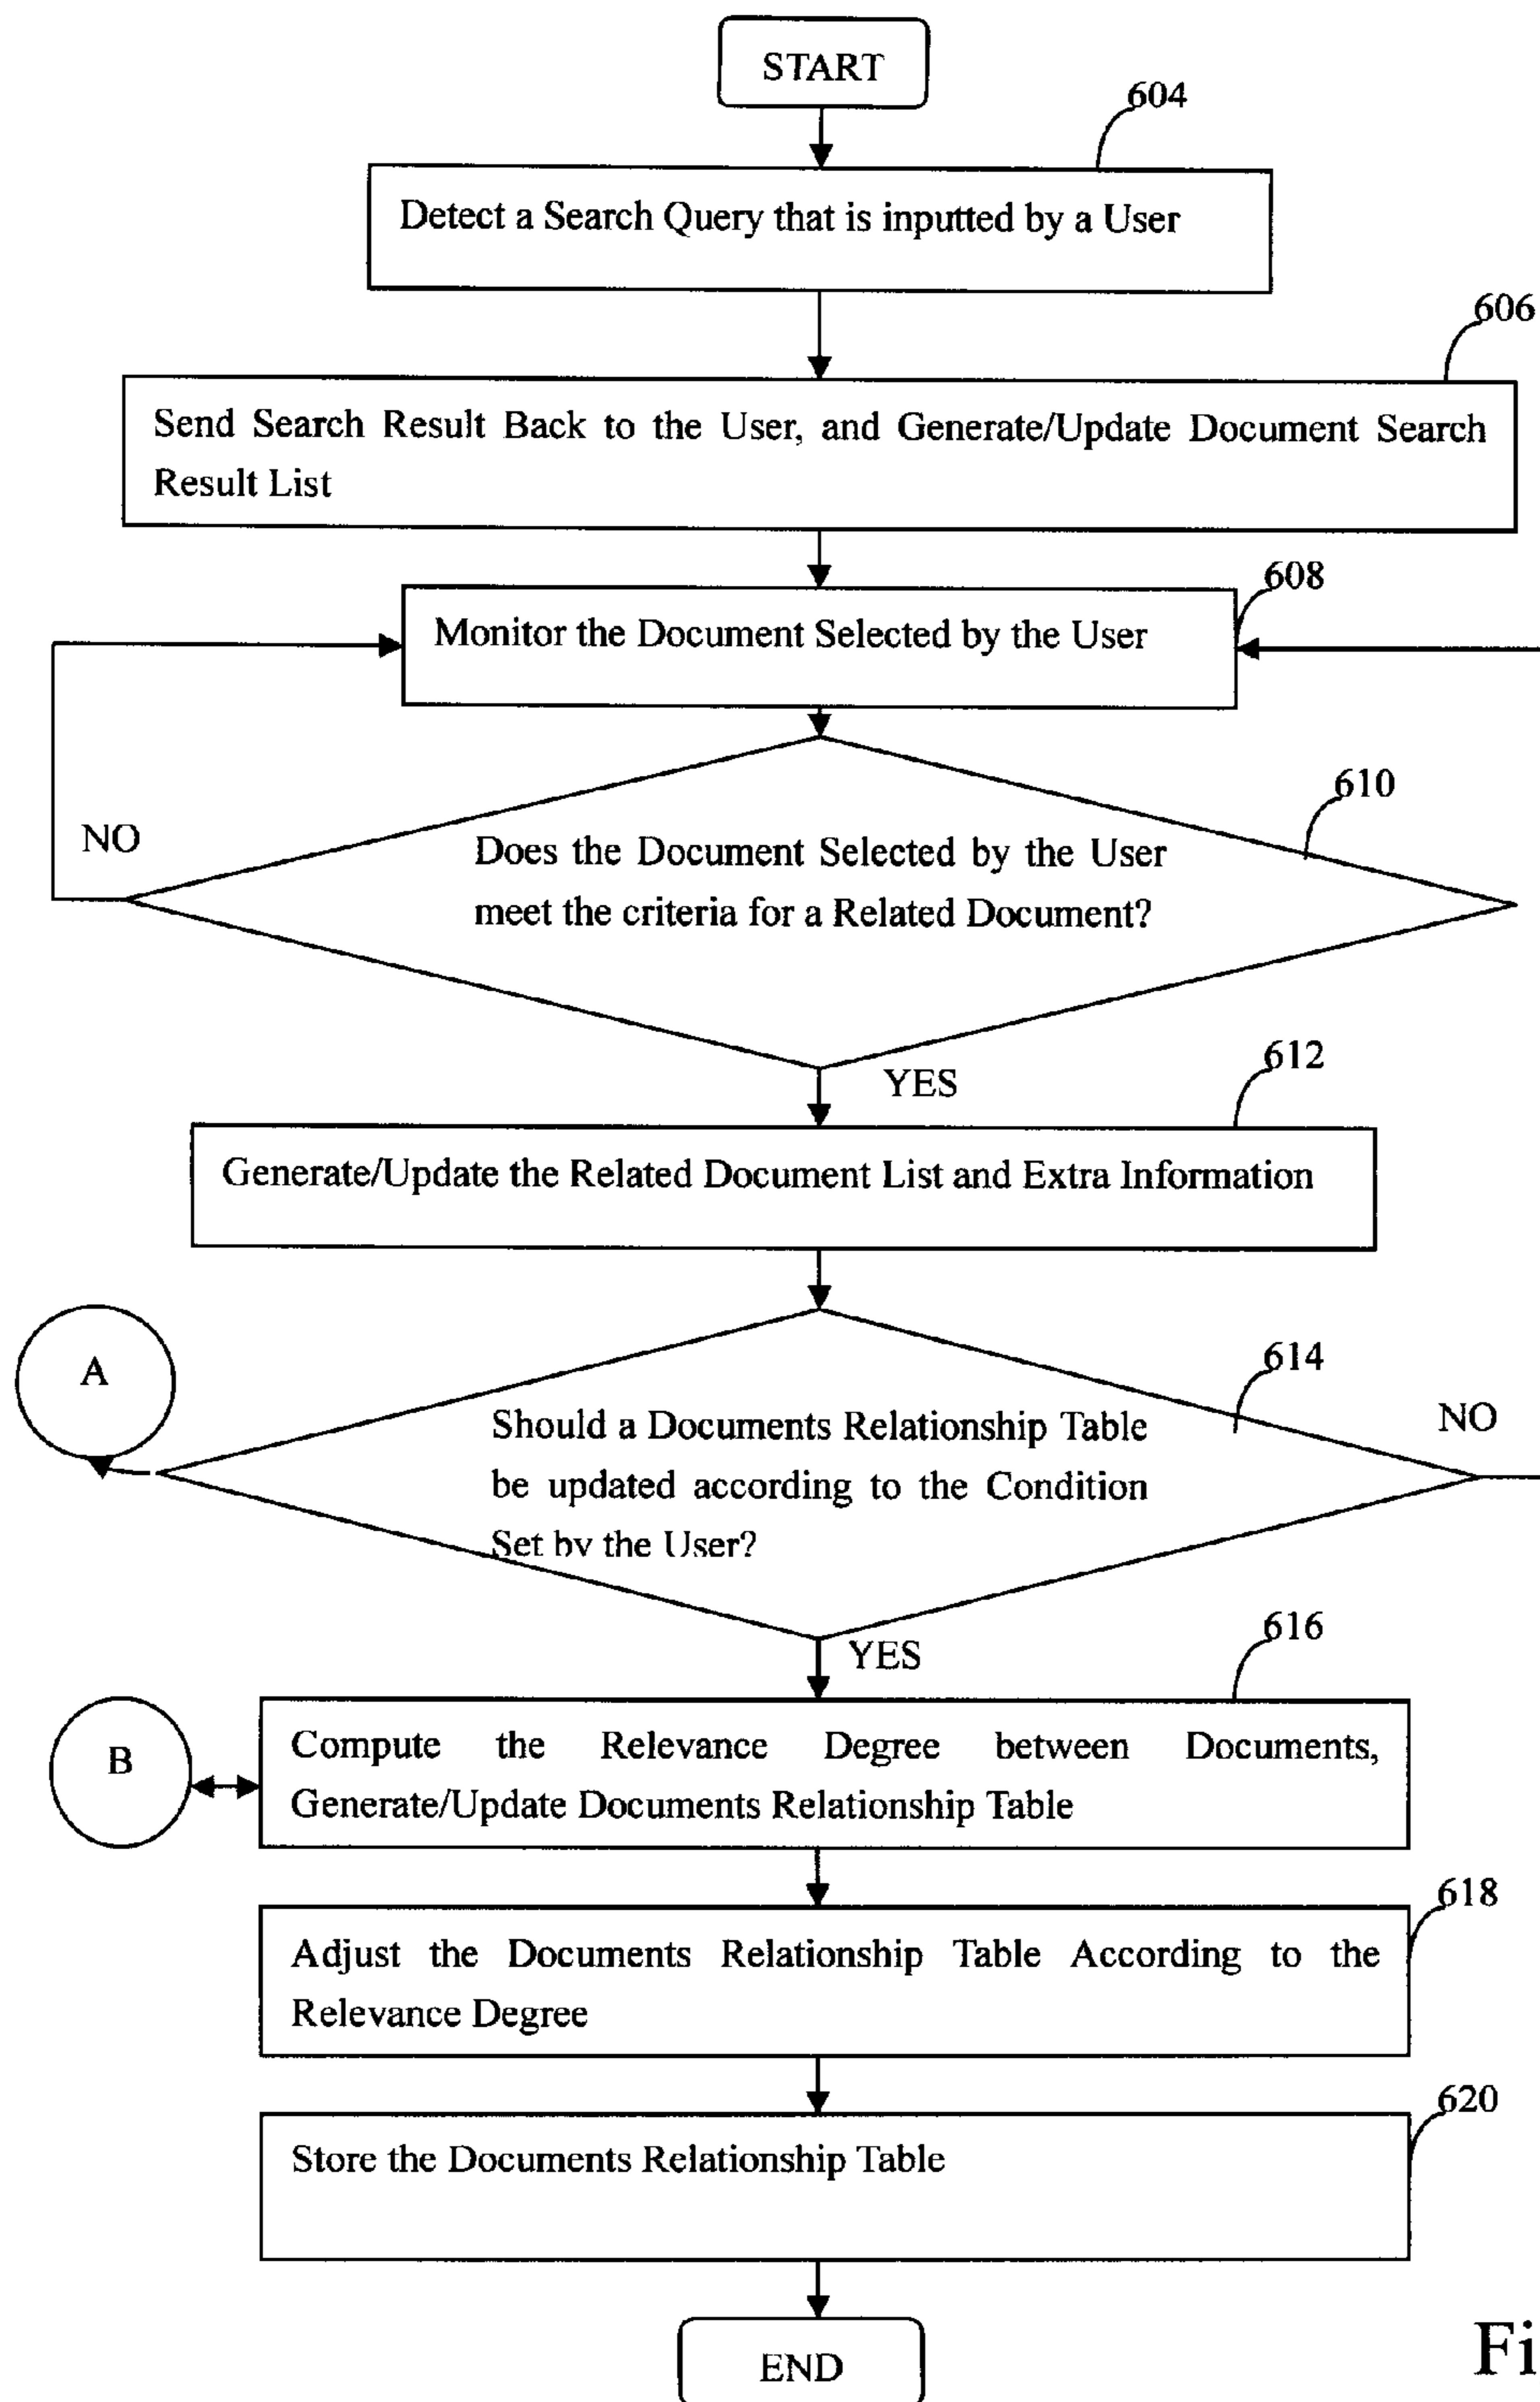 START
604
Detect a Search Query that is inputted by a User
606
Send Search Result Back to the User, and Generate/Update Document Search
Result List
608
Monitor the Document Selected by the User
610
NO
Does the Document Selected by the User
meet the criteria for a Related Document?
612
YES
Generate/Update the Related Document List and Extra Information
A
614
NO
Should a Documents Relationship Table
be updated according to the Condition
Set by the User?
616
YES
B
Compute the Relevance Degree between Documents,
Generate/Update Documents Relationship Table
618
Adjust the Documents Relationship Table According to the
Relevance Degree
620
Store the Documents Relationship Table
END
Fi